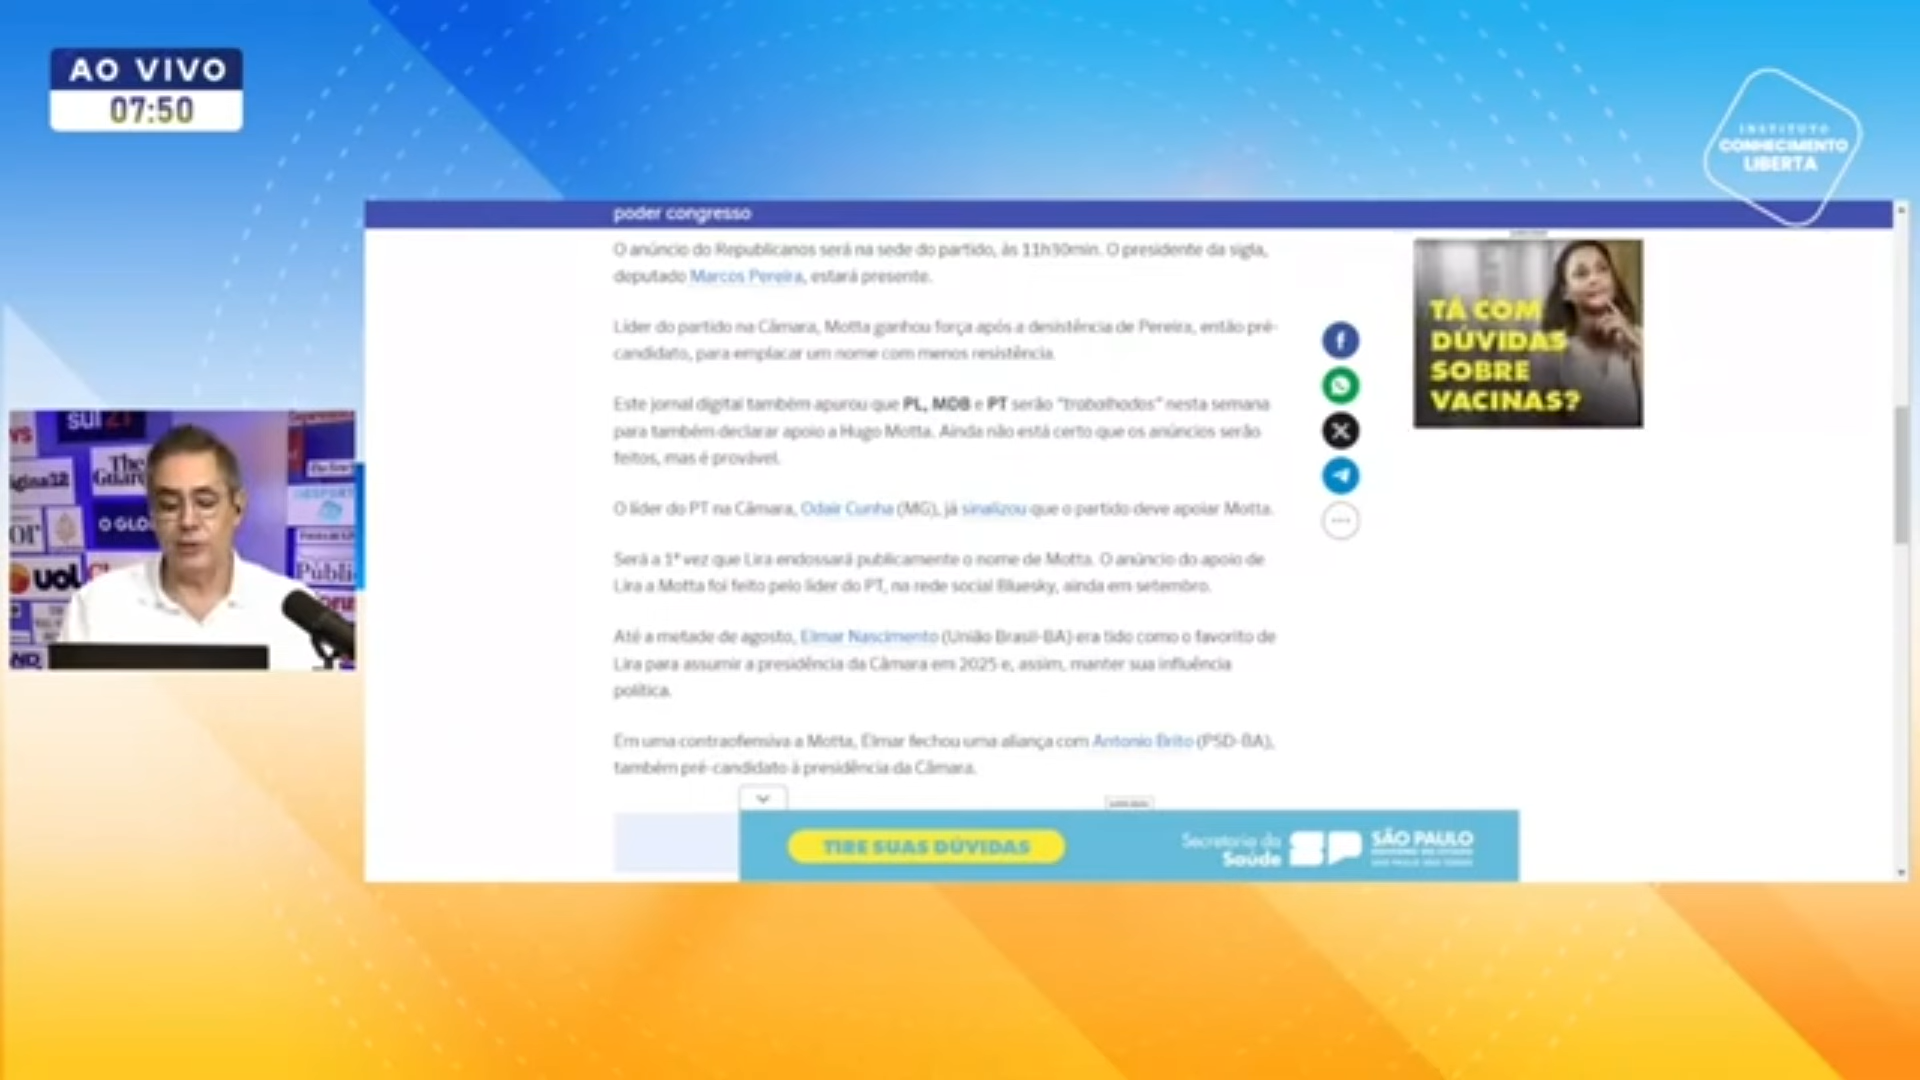 AO VIVO
07:50
INSTITUTO
CONHECIMENTO
LIBERTA
poder congresso
O anúncio do Republicanos será na sede do partido, às 11h30min. O presidente da sigla,
deputado Marcos Pereira, estará presente.
Líder do partido na Câmara, Motta ganhou força após a desistência de Pereira, então pré-
candidato, para emplacar um nome com menos resistência.
Este jornal digital também apurou que PL, MDB e PT serão "trabalhados" nesta semana
para também declarar apoio a Hugo Motta. Ainda não está certo que os anúncios serão
feitos, mas é provável.
O líder do PT na Câmara, Odair Cunha (MG), já sinalizou que o partido deve apoiar Motta.
Será a 1ª vez que Lira endossará publicamente o nome de Motta. O anúncio do apoio de
Lira a Motta foi feito pelo líder do PT, na rede social Bluesky, ainda em setembro.
Até a metade de agosto, Elmar Nascimento (União Brasil-BA) era tido como o favorito de
Lira para assumir a presidência da Câmara em 2025 e, assim, manter sua influência
política.
Em uma contraofensiva a Motta, Elmar fechou uma aliança com Antonio Brito (PSD-BA),
também pré-candidato à presidência da Câmara.
TÁ COM
DÚVIDAS
SOBRE
VACINAS?
TIRE SUAS DÚVIDAS
Secretaria da
Saúde
SP
SÃO PAULO
sul 21
The
Guar
O GLO
uol
Públi